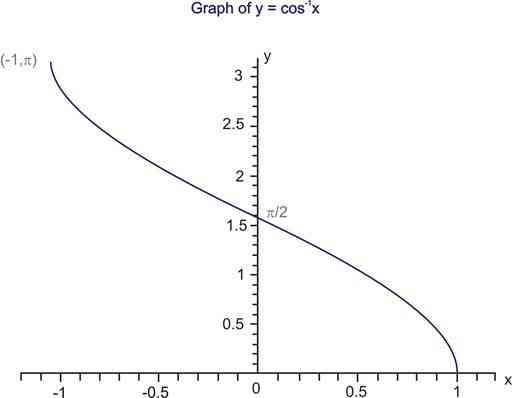 Graph of y = cos⁻¹x
y
(-1,π)
3
2.5
2
π/2
1.5
1
0.5
x
-1 -0.5 0 0.5 1